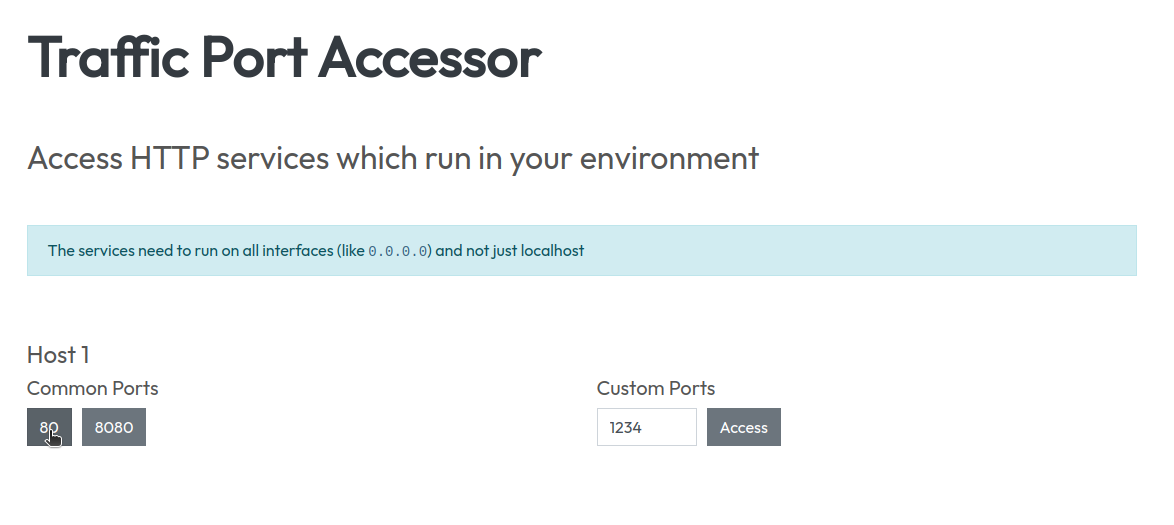 Traffic Port Accessor
Access HTTP services which run in your environment
The services need to run on all interfaces (like 0.0.0.0) and not just localhost
Host 1
Common Ports
Custom Ports
80 8080
1234 Access